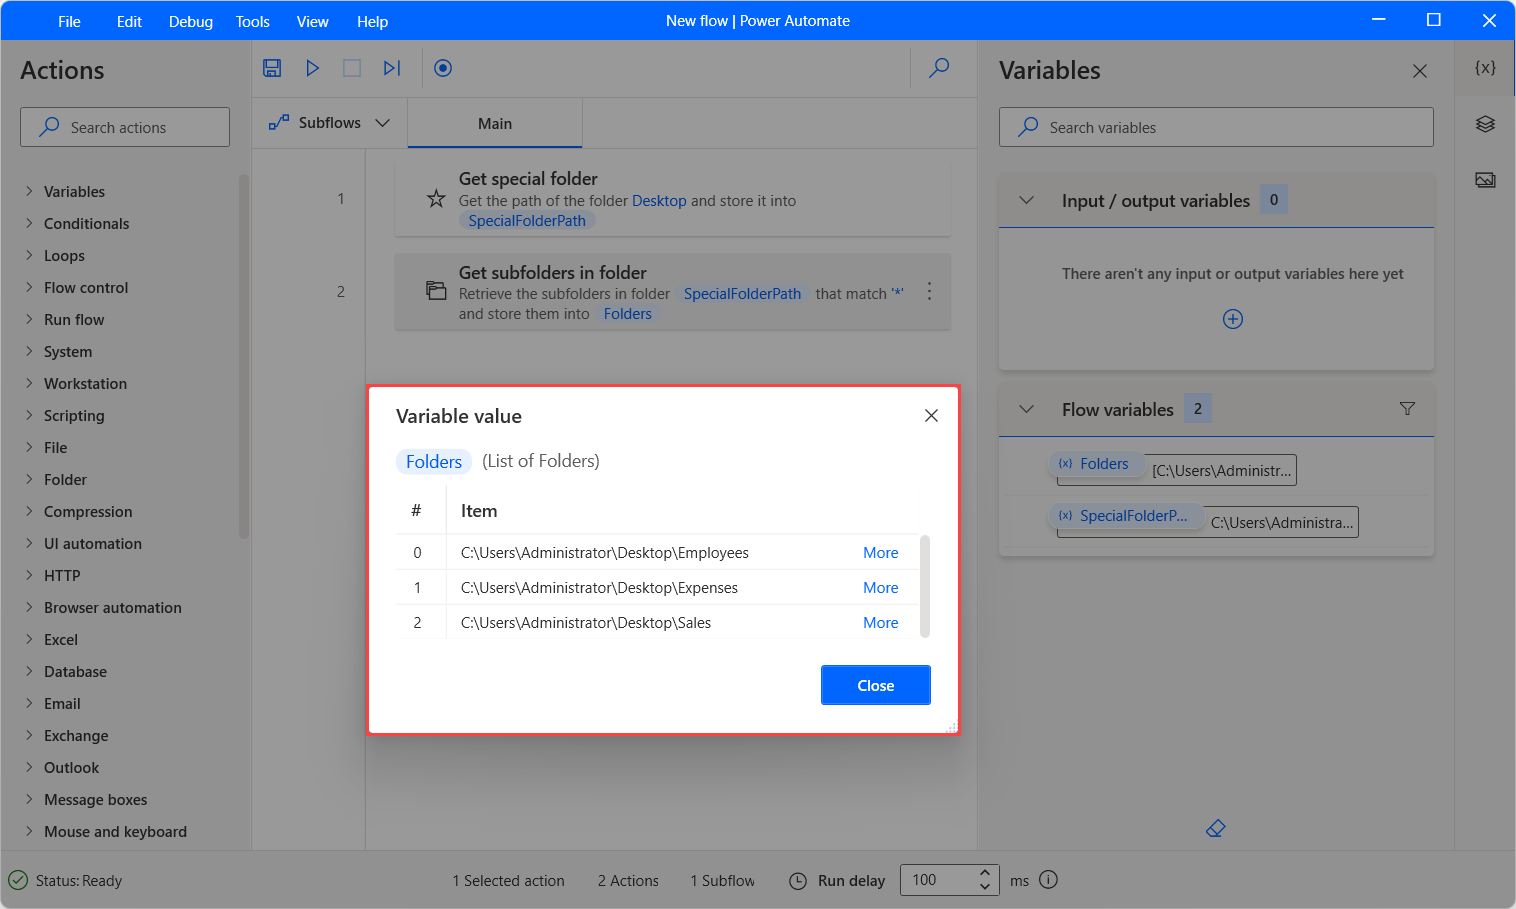 File Edit Debug Tools View Help New flow | Power Automate
Actions
Search actions
Variables
Conditionals
Loops
Flow control
Run flow
System
Workstation
Scripting
File
Folder
Compression
UI automation
HTTP
Browser automation
Excel
Database
Email
Exchange
Outlook
Message boxes
Mouse and keyboard
Subflows Main
1
Get special folder
Get the path of the folder Desktop and store it into
SpecialFolderPath
2
Get subfolders in folder
Retrieve the subfolders in folder SpecialFolderPath that match '*'
and store them into Folders
Variable value
Folders (List of Folders)
# Item
0 C:\Users\Administrator\Desktop\Employees More
1 C:\Users\Administrator\Desktop\Expenses More
2 C:\Users\Administrator\Desktop\Sales More
Close
Variables
{x}
Search variables
Input / output variables 0
There aren't any input or output variables here yet
Flow variables 2
{x} Folders [C:\Users\Administr...
{x} SpecialFolderP... C:\Users\Administra...
Status: Ready 1 Selected action 2 Actions 1 Subflow Run delay 100 ms